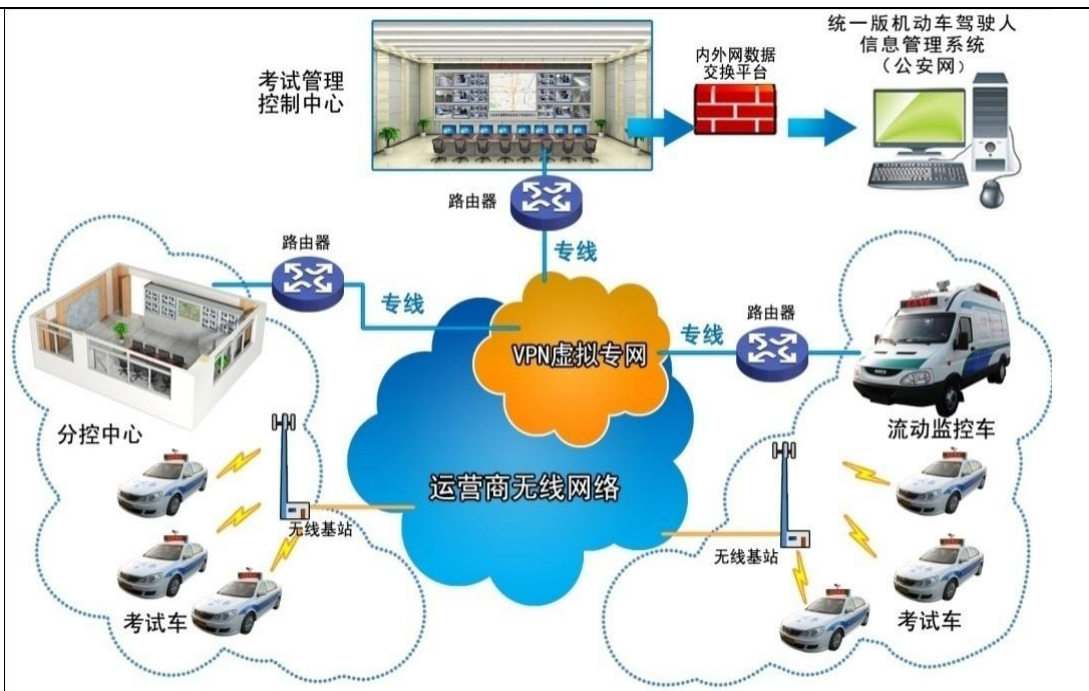 统一版机动车驾驶人
信息管理系统
（公安网）
内外网数据
交换平台
考试管理
控制中心
路由器
专线
路由器
专线
路由器
专线
VPN虚拟专网
分控中心
流动监控车
运营商无线网络
无线基站
无线基站
考试车
考试车